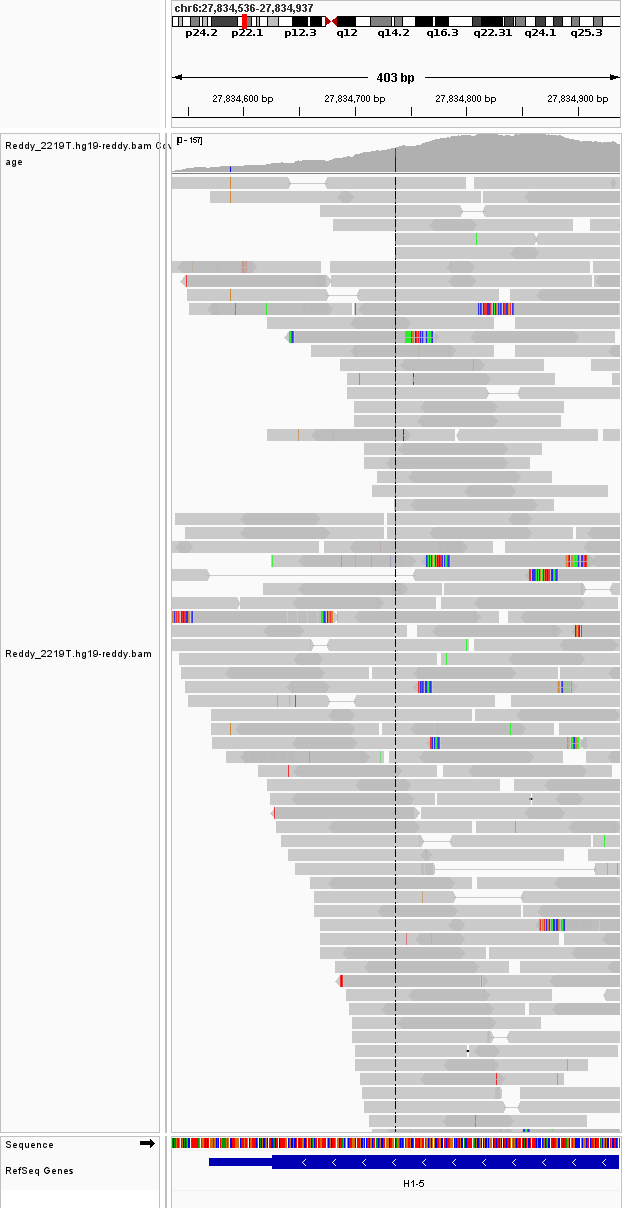 chr6:27,834,536-27,834,937
p24.2 p22.1 p12.3 q12 q14.2 q16.3 q22.31 q24.1 q25.3
403 bp
27,834,600 bp 27,834,700 bp 27,834,800 bp 27,834,900 bp
[0 - 157]
Reddy_2219T.hg19-reddy.bam Cov
age
Reddy_2219T.hg19-reddy.bam
Sequence
RefSeq Genes
H1-5